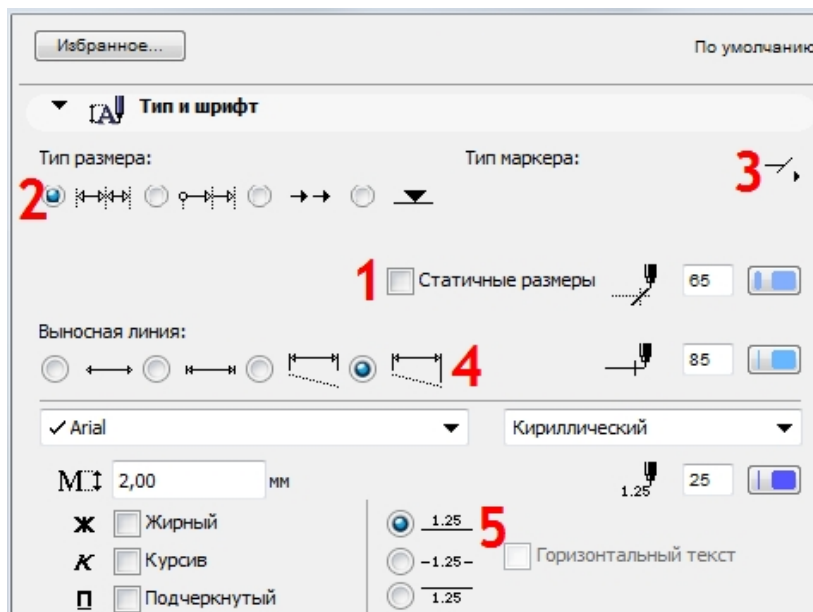 Избранное...
По умолчанию
Тип и шрифт
Тип размера:
Тип маркера:
3
2
1
Статичные размеры
65
Выносная линия:
4
85
Arial
Кириллический
М
2,00
мм
1.25
25
Ж
Жирный
1.25
5
К
Курсив
-1.25-
Горизонтальный текст
П
Подчеркнутый
1.25